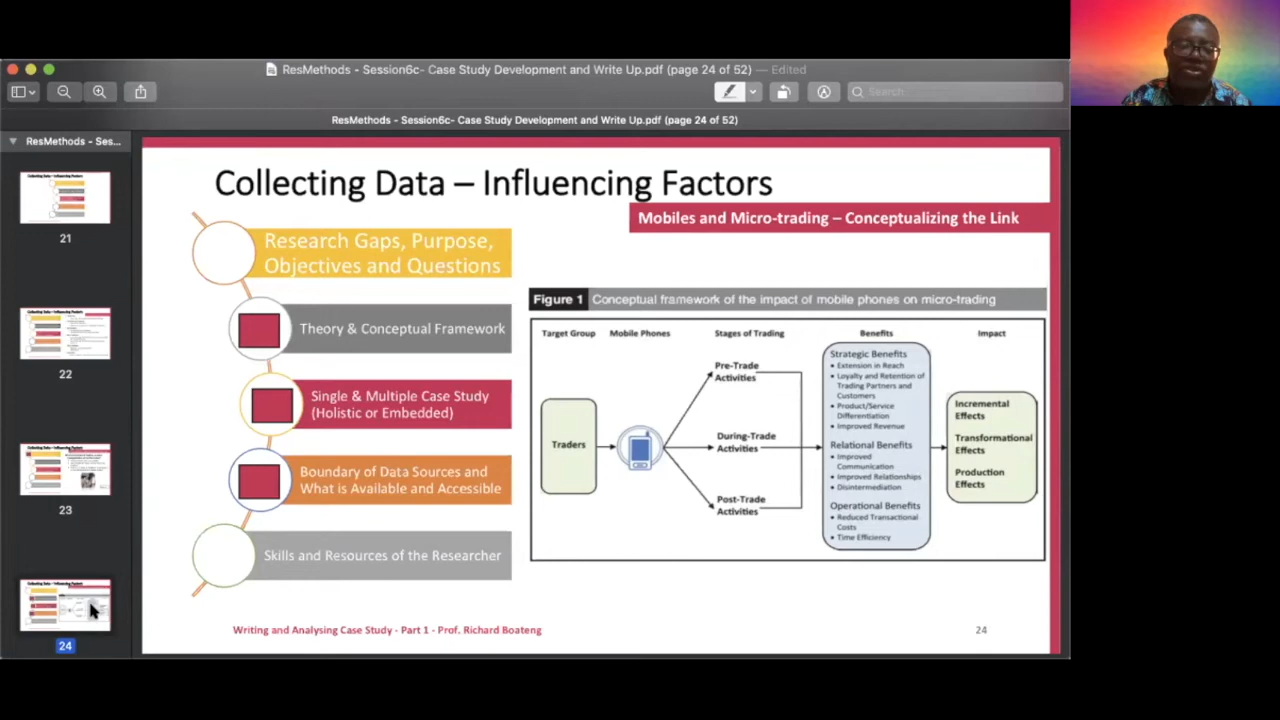 ResMethods - Session6c- Case Study Development and Write Up.pdf (page 24 of 52) — Edited
Search...
ResMethods - Session6c- Case Study Development and Write Up.pdf (page 24 of 52)
ResMethods - Ses...
21
22
23
24
Collecting Data – Influencing Factors
Mobiles and Micro-trading – Conceptualizing the Link
Research Gaps, Purpose,
Objectives and Questions
Theory & Conceptual Framework
Single & Multiple Case Study
(Holistic or Embedded)
Boundary of Data Sources and
What is Available and Accessible
Skills and Resources of the Researcher
Figure 1 Conceptual framework of the impact of mobile phones on micro-trading
Target Group Mobile Phones Stages of Trading Benefits Impact
Traders
Pre-Trade
Activities
During-Trade
Activities
Post-Trade
Activities
Strategic Benefits
• Extension in Reach
• Loyalty and Retention of
Trading Partners and
Customers
• Product/Service
Differentiation
• Improved Revenue
Relational Benefits
• Improved
Communication
• Improved Relationships
• Disintermediation
Operational Benefits
• Reduced Transactional
Costs
• Time Efficiency
Incremental
Effects
Transformational
Effects
Production
Effects
Writing and Analysing Case Study - Part 1 - Prof. Richard Boateng
24